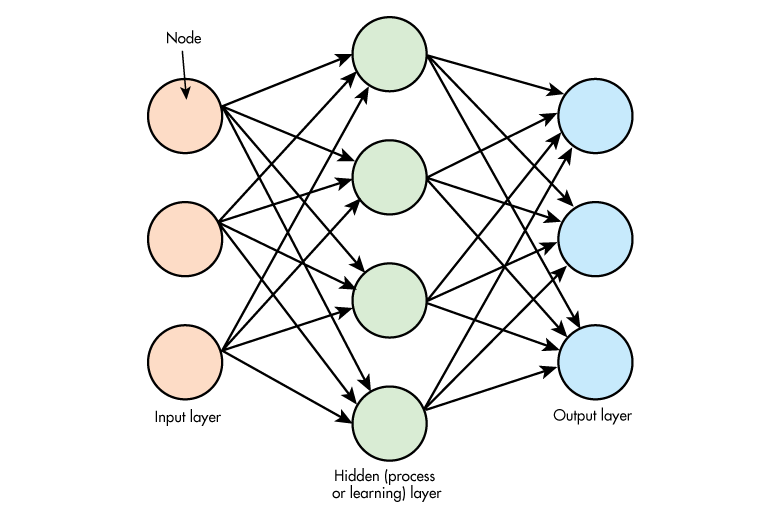 Node
Input layer
Output layer
Hidden (process
or learning) layer